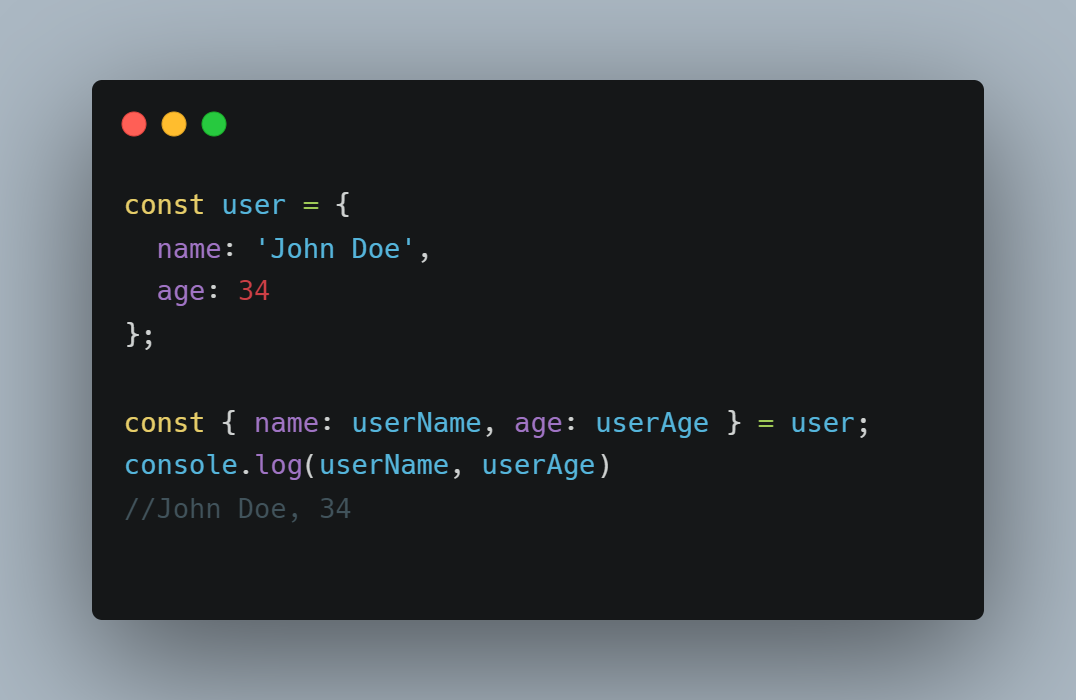 const user = {
  name: 'John Doe',
  age: 34
};

const { name: userName, age: userAge } = user;
console.log(userName, userAge)
//John Doe, 34